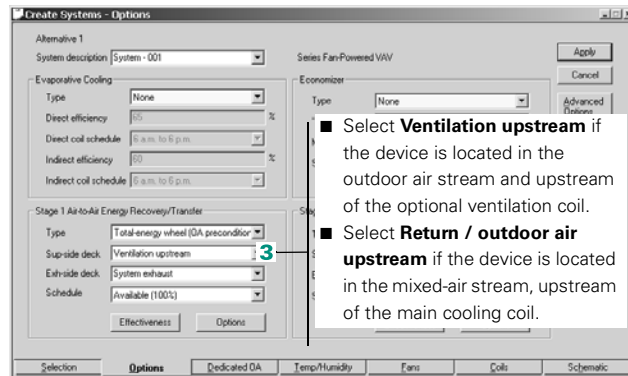 Create Systems - Options
Alternative 1
System description System - 001 Series Fan-Powered VAV
Apply
Cancel
Advanced Options
Evaporative Cooling
Type None
Direct efficiency 65 %
Direct coil schedule 6 a.m. to 6 p.m.
Indirect efficiency 60 %
Indirect coil schedule 6 a.m. to 6 p.m.
Economizer
Type None
■ Select Ventilation upstream if
the device is located in the
outdoor air stream and upstream
of the optional ventilation coil.
■ Select Return / outdoor air
upstream if the device is located
in the mixed-air stream, upstream
of the main cooling coil.
Stage 1 Air-to-Air Energy Recovery/Transfer
Type Total-energy wheel (OA precondition
Sup-side deck Ventilation upstream
3
Exh-side deck System exhaust
Schedule Available (100%)
Effectiveness Options
Selection Options Dedicated OA Temp/Humidity Fans Coils Schematic